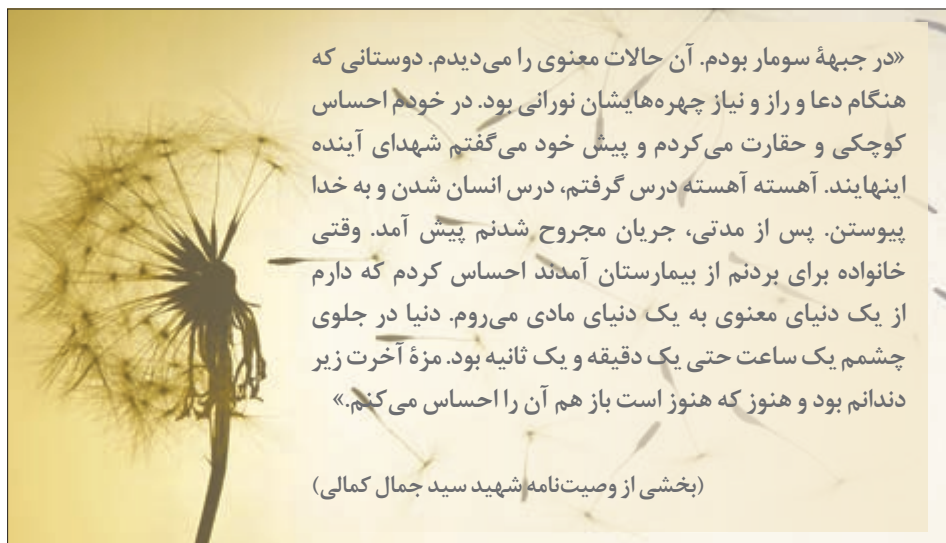 «در جبههٔ سومار بودم. آن حالات معنوی را می‌دیدم. دوستانی که
هنگام دعا و راز و نیاز چهره‌هایشان نورانی بود. در خودم احساس
کوچکی و حقارت می‌کردم و پیش خود می‌گفتم شهدای آینده
اینهایند. آهسته آهسته درس گرفتم، درس انسان شدن و به خدا
پیوستن. پس از مدتی، جریان مجروح شدنم پیش آمد. وقتی
خانواده برای بردنم از بیمارستان آمدند احساس کردم که دارم
از یک دنیای معنوی به یک دنیای مادی می‌روم. دنیا در جلوی
چشمم یک ساعت حتی یک دقیقه و یک ثانیه بود. مزهٔ آخرت زیر
دندانم بود و هنوز که هنوز است باز هم آن را احساس می‌کنم.»
(بخشی از وصیت‌نامه شهید سید جمال کمالی)